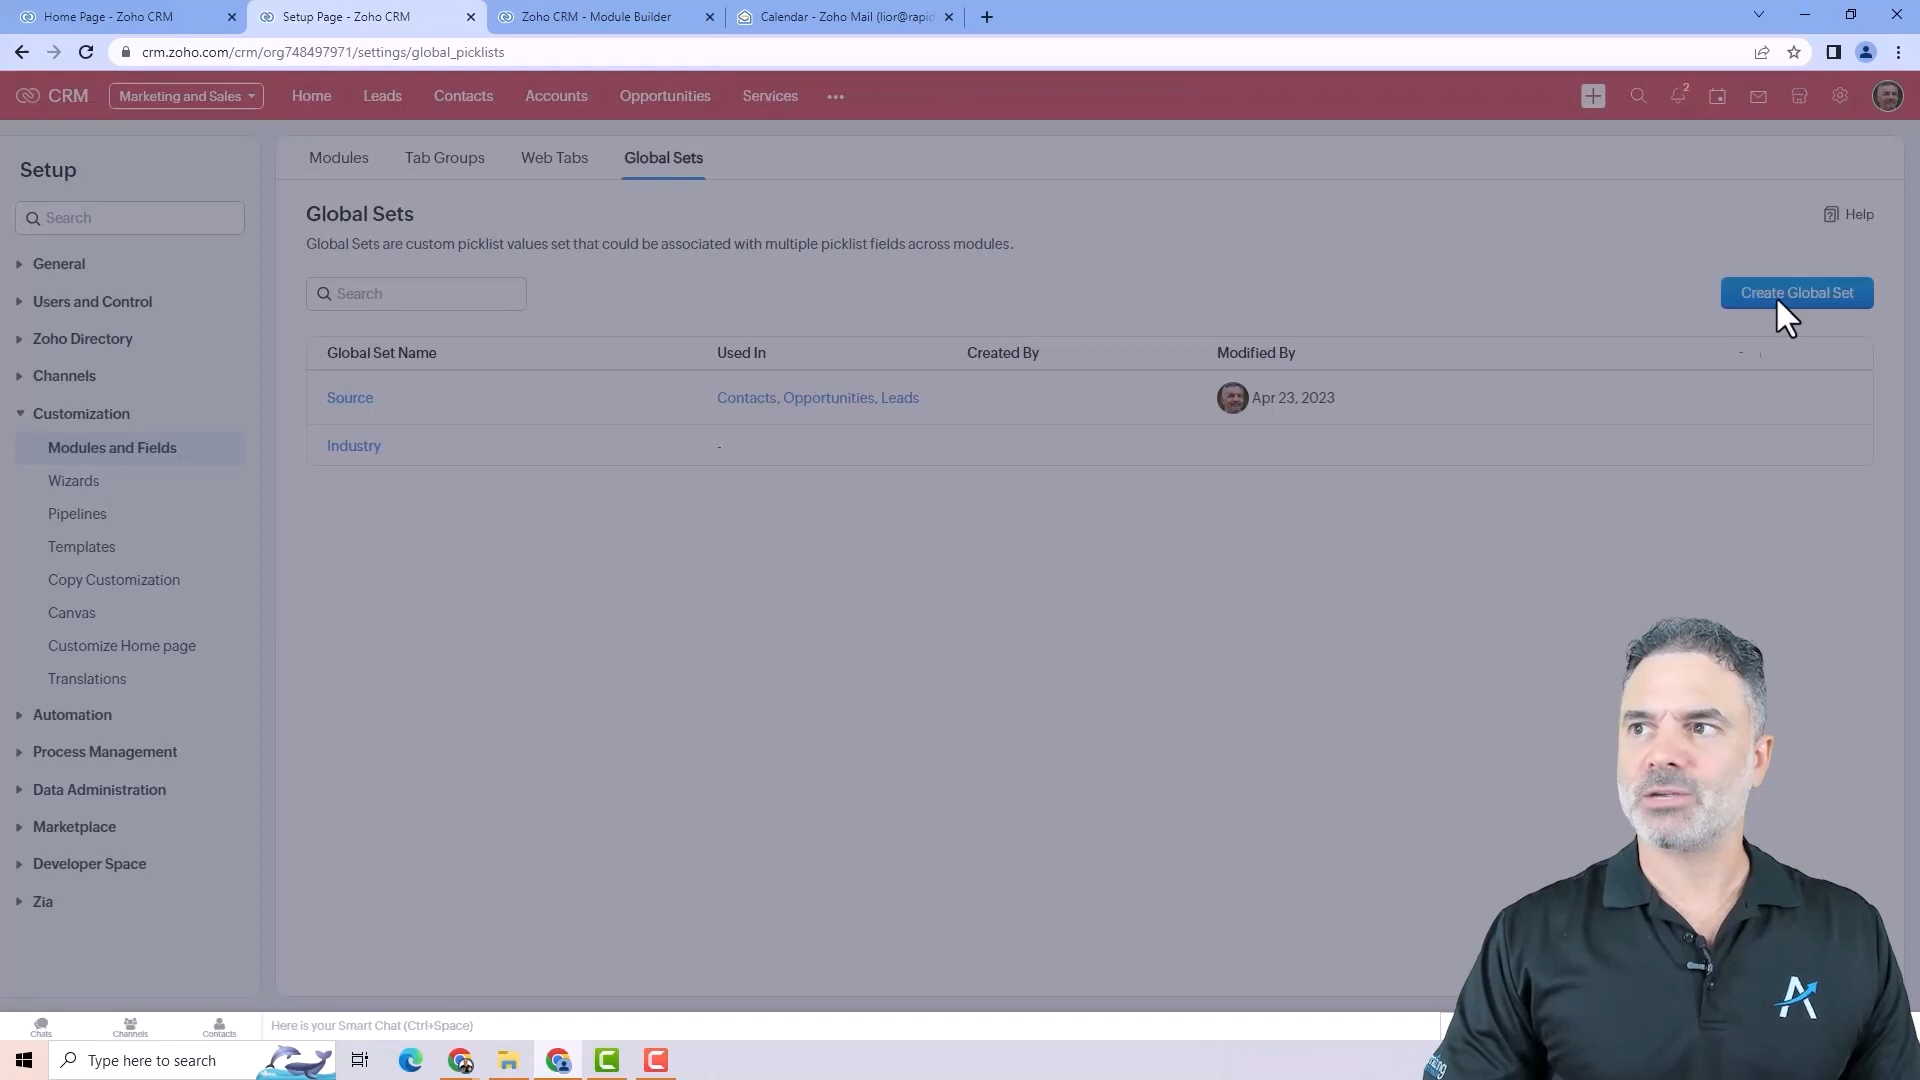 Home Page - Zoho CRM
Setup Page - Zoho CRM
Zoho CRM - Module Builder
Calendar - Zoho Mail (lior@rapid
crm.zoho.com/crm/org748497971/settings/global_picklists
CRM
Marketing and Sales
Home
Leads
Contacts
Accounts
Opportunities
Services
2
Setup
Search
General
Users and Control
Zoho Directory
Channels
Customization
Modules and Fields
Wizards
Pipelines
Templates
Copy Customization
Canvas
Customize Home page
Translations
Automation
Process Management
Data Administration
Marketplace
Developer Space
Zia
Modules
Tab Groups
Web Tabs
Global Sets
Global Sets
Help
Global Sets are custom picklist values set that could be associated with multiple picklist fields across modules.
Search
Create Global Set
Global Set Name Used In Created By Modified By
Source Contacts, Opportunities, Leads Apr 23, 2023
Industry -
Chats
Channels
Contacts
Here is your Smart Chat (Ctrl+Space)
Type here to search